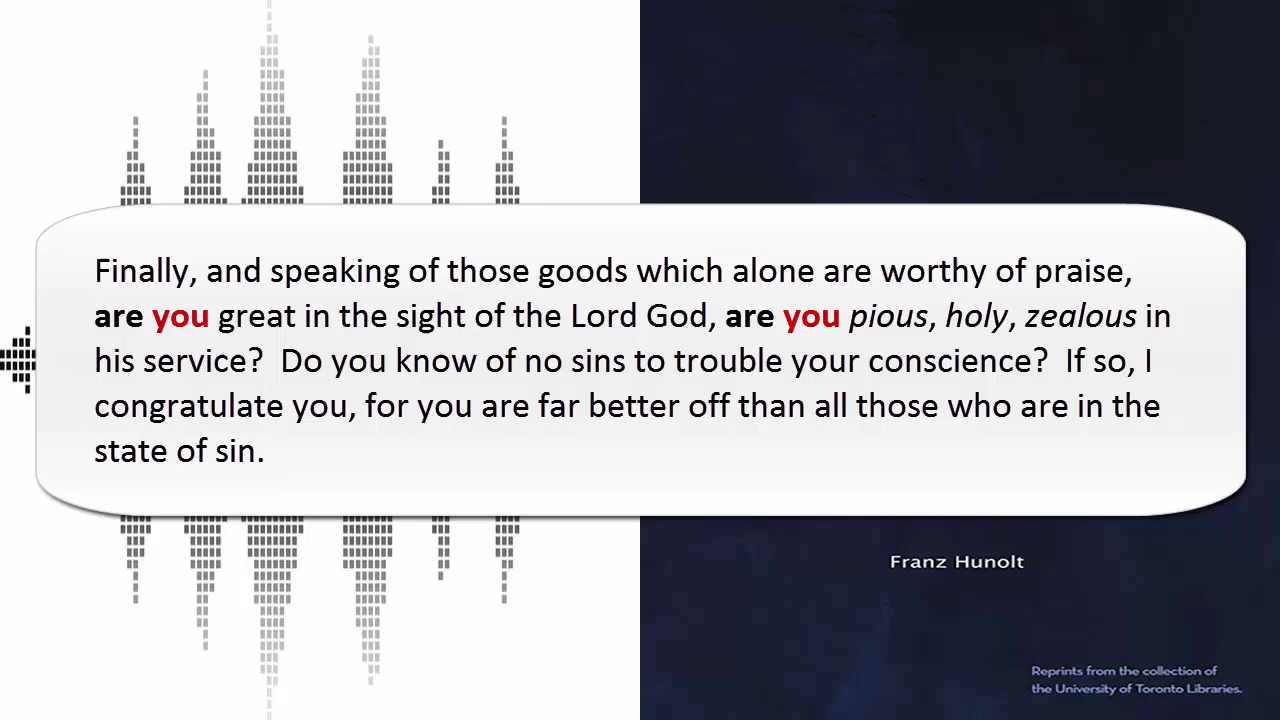 Finally, and speaking of those goods which alone are worthy of praise,
are you great in the sight of the Lord God, are you pious, holy, zealous in
his service?  Do you know of no sins to trouble your conscience?  If so, I
congratulate you, for you are far better off than all those who are in the
state of sin.
Franz Hunolt
Reprints from the collection of
the University of Toronto Libraries.